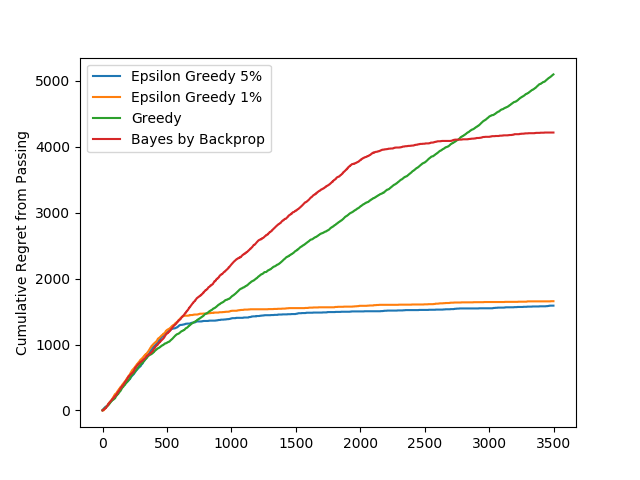 Epsilon Greedy 5%
Epsilon Greedy 1%
Greedy
Bayes by Backprop
Cumulative Regret from Passing
5000
4000
3000
2000
1000
0
0 500 1000 1500 2000 2500 3000 3500